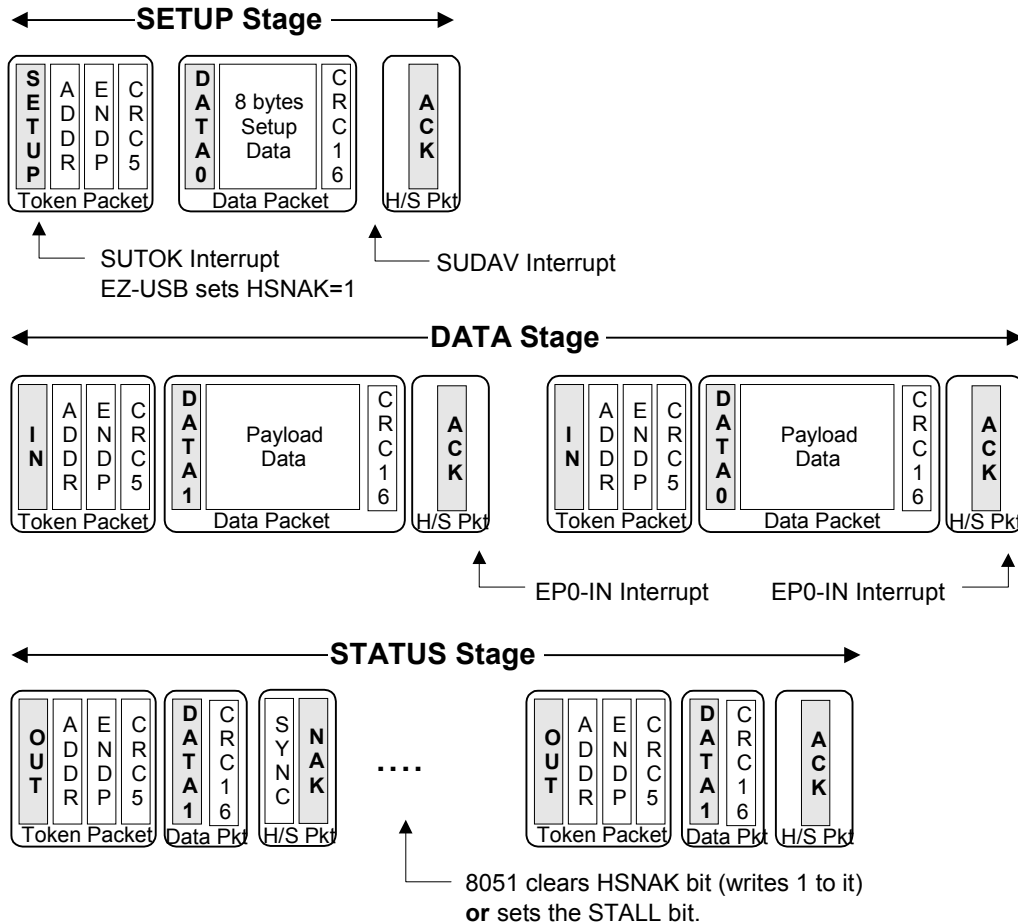 SETUP Stage
SETUP ADDR ENDP CRC5
Token Packet
DATA0 8 bytes Setup Data CRC16
Data Packet
ACK
H/S Pkt
SUTOK Interrupt
EZ-USB sets HSNAK=1
SUDAV Interrupt
DATA Stage
IN ADDR ENDP CRC5
Token Packet
DATA1 Payload Data CRC16
Data Packet
ACK
H/S Pkt
IN ADDR ENDP CRC5
Token Packet
DATA0 Payload Data CRC16
Data Packet
ACK
H/S Pkt
EP0-IN Interrupt
EP0-IN Interrupt
STATUS Stage
OUT ADDR ENDP CRC5
Token Packet
DATA1 CRC16
Data Pkt
SYNC NAK
H/S Pkt
....
OUT ADDR ENDP CRC5
Token Packet
DATA1 CRC16
Data Pkt
ACK
H/S Pkt
8051 clears HSNAK bit (writes 1 to it)
or sets the STALL bit.